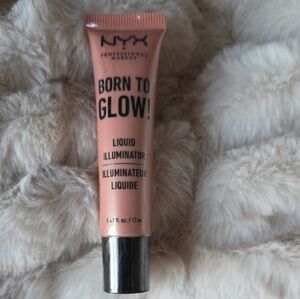 NYX
PROFESSIONAL
MAKEUP
BORN TO
GLOW!
LIQUID
ILLUMINATOR
ILLUMINATEUR
LIQUIDE